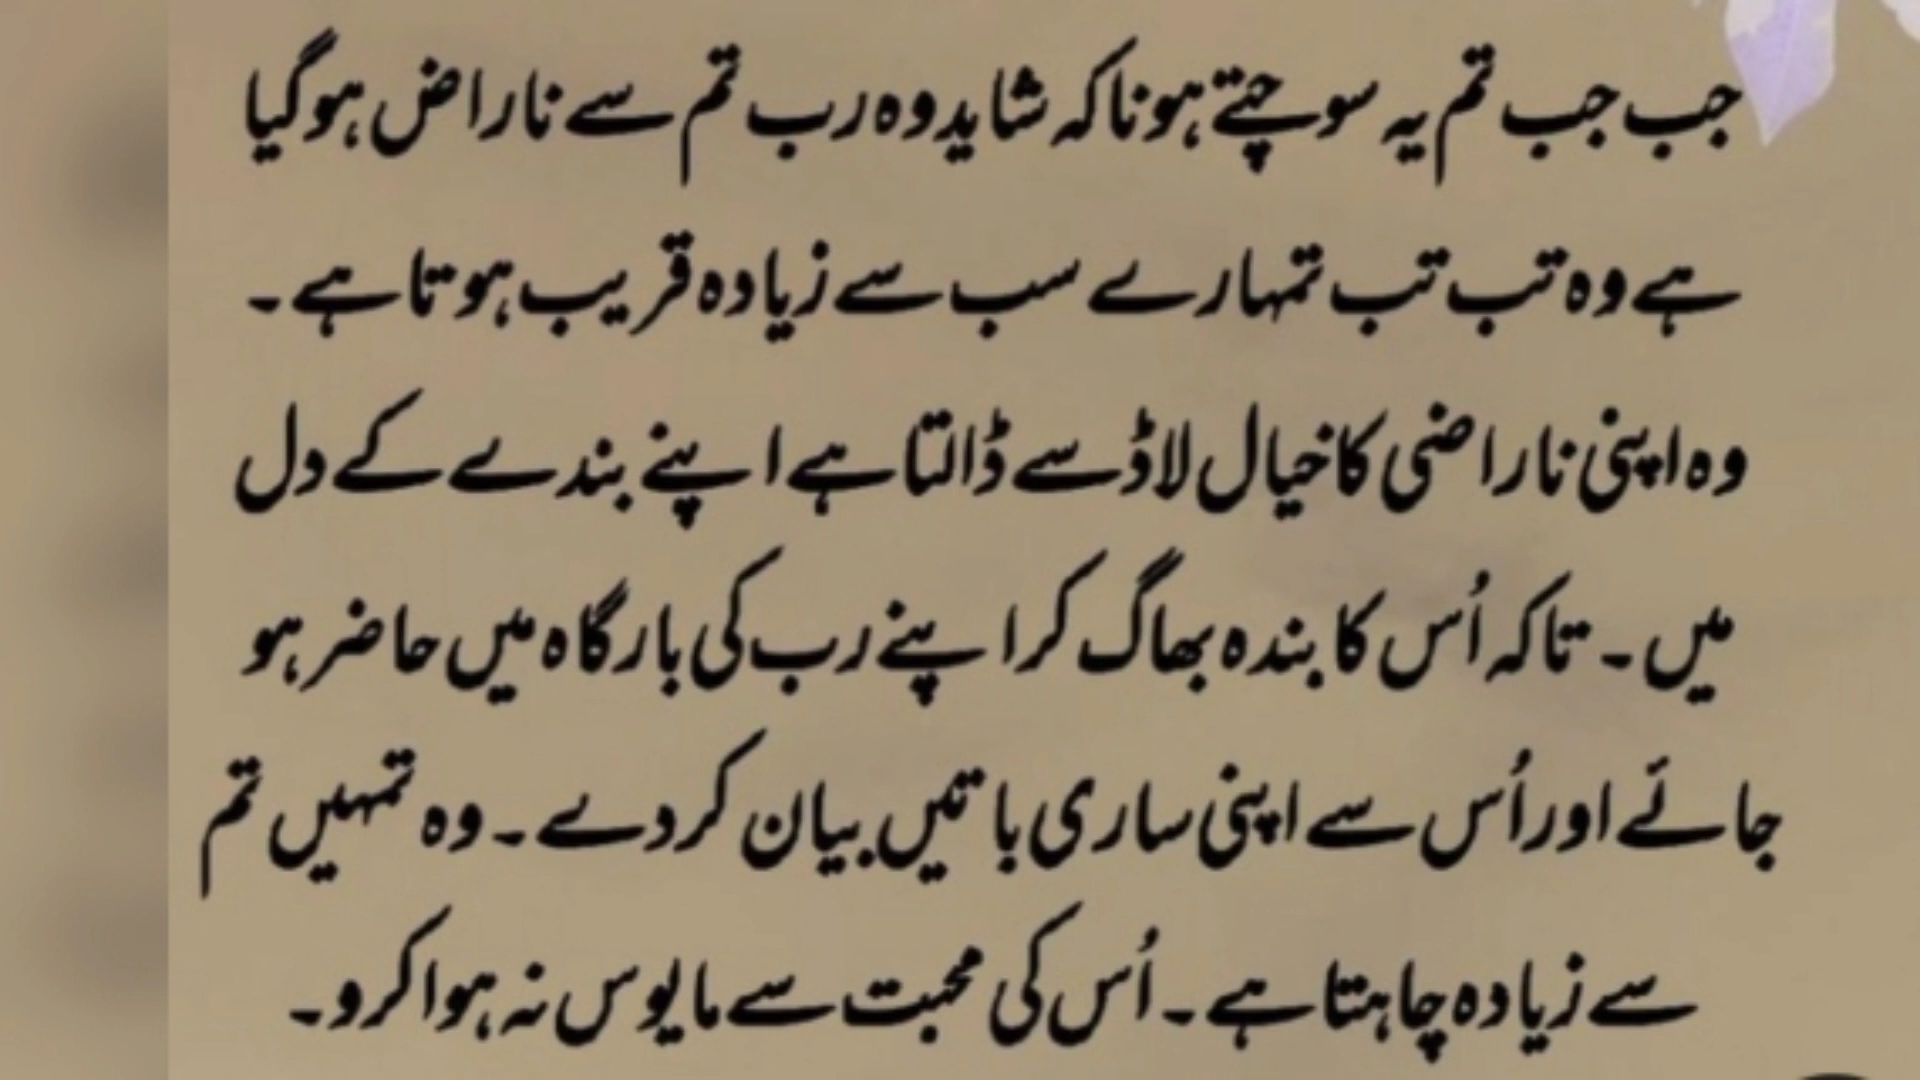 جب جب تم یہ سوچتے ہو نا کہ شاید وہ رب تم سے ناراض ہو گیا
ہے وہ تب تب تمہارے سب سے زیادہ قریب ہوتا ہے۔
وہ اپنی ناراضی کا خیال لاڈ سے ڈالتا ہے اپنے بندے کے دل
میں۔ تاکہ اُس کا بندہ بھاگ کر اپنے رب کی بارگاہ میں حاضر ہو
جائے اور اُس سے اپنی ساری باتیں بیان کر دے۔ وہ تمہیں تم
سے زیادہ چاہتا ہے۔ اُس کی محبت سے مایوس نہ ہوا کرو۔